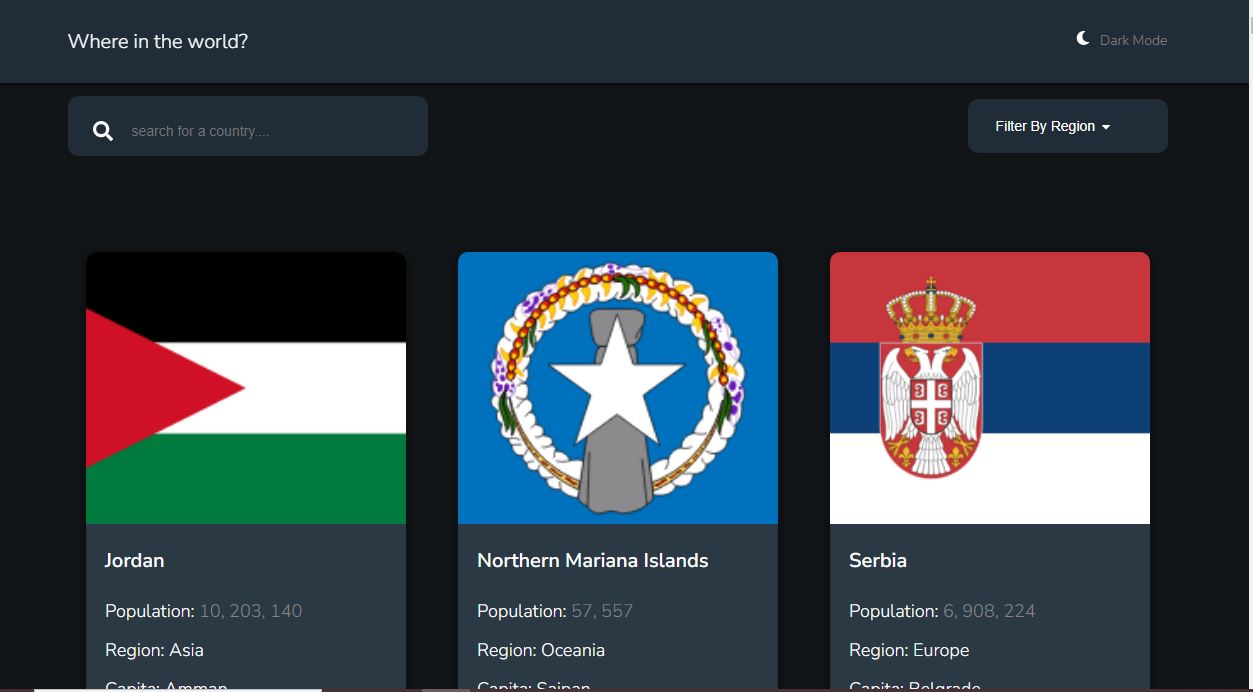 Where in the world?
Dark Mode
search for a country....
Filter By Region
Jordan
Population: 10, 203, 140
Region: Asia
Capita: Amman
Northern Mariana Islands
Population: 57, 557
Region: Oceania
Capita: Saipan
Serbia
Population: 6, 908, 224
Region: Europe
Capita: Belgrade